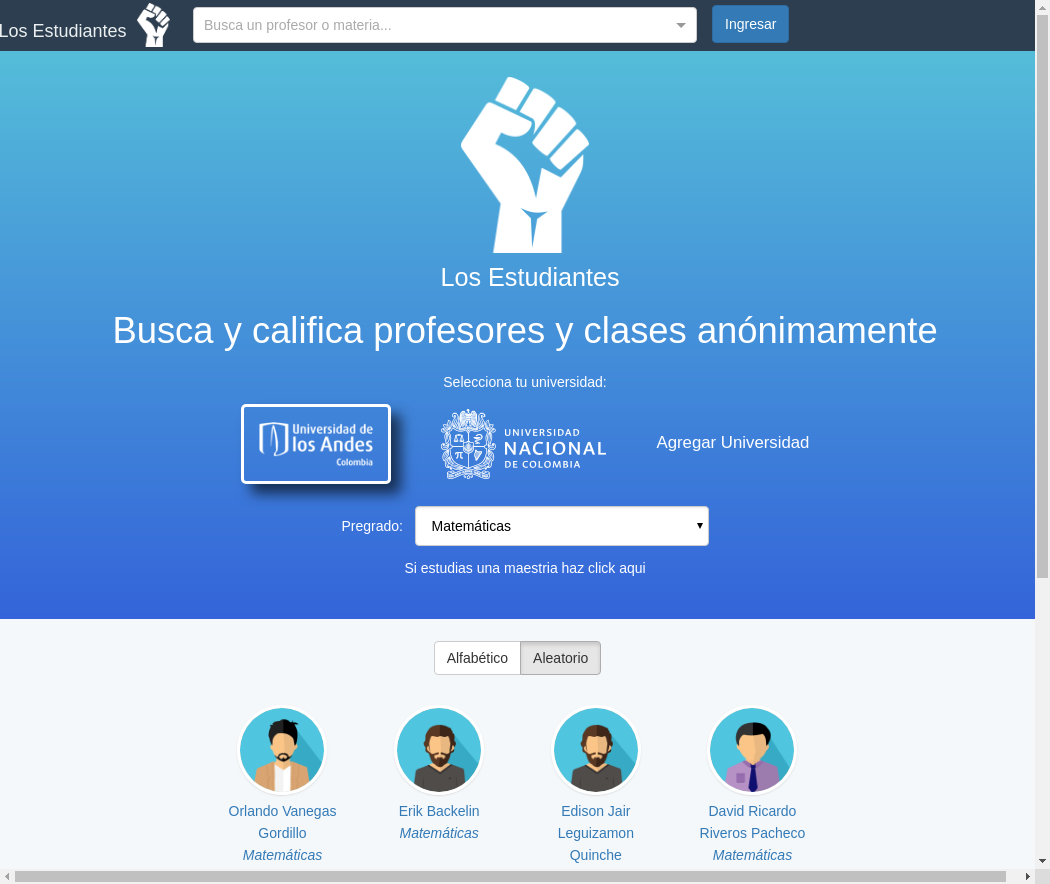 Los Estudiantes
Busca un profesor o materia...
Ingresar
Los Estudiantes
Busca y califica profesores y clases anónimamente
Selecciona tu universidad:
Universidad de
los Andes
Colombia
UNIVERSIDAD
NACIONAL
DE COLOMBIA
Agregar Universidad
Pregrado:
Matemáticas
Si estudias una maestria haz click aqui
Alfabético
Aleatorio
Orlando Vanegas
Gordillo
Matemáticas
Erik Backelin
Matemáticas
Edison Jair
Leguizamon
Quinche
David Ricardo
Riveros Pacheco
Matemáticas